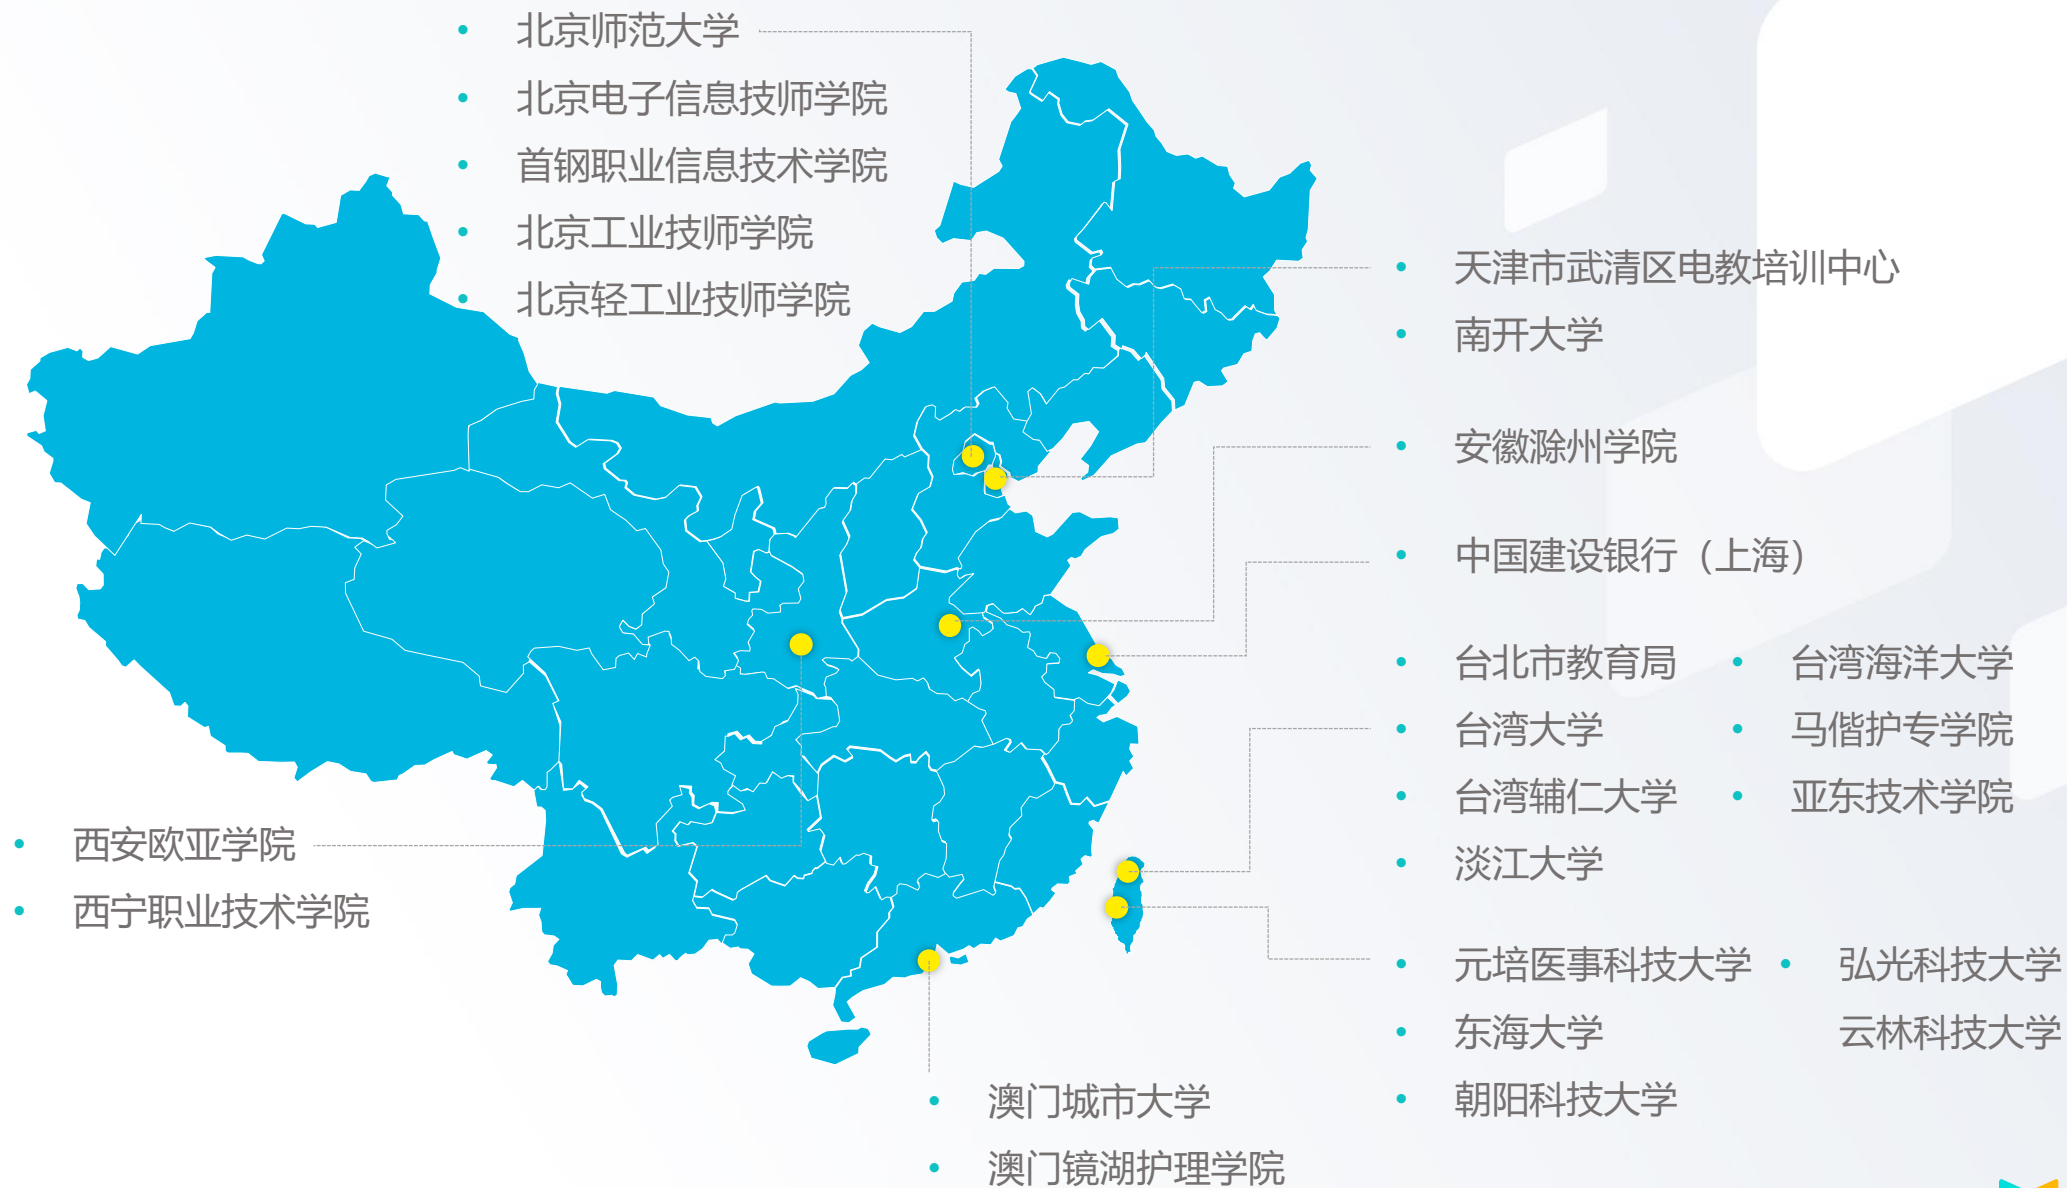 北京师范大学
北京电子信息技师学院
首钢职业信息技术学院
北京工业技师学院
北京轻工业技师学院
天津市武清区电教培训中心
南开大学
安徽滁州学院
中国建设银行（上海）
台北市教育局
台湾大学
台湾辅仁大学
淡江大学
台湾海洋大学
马偕护专学院
亚东技术学院
西安欧亚学院
西宁职业技术学院
元培医事科技大学
东海大学
朝阳科技大学
弘光科技大学
云林科技大学
澳门城市大学
澳门镜湖护理学院